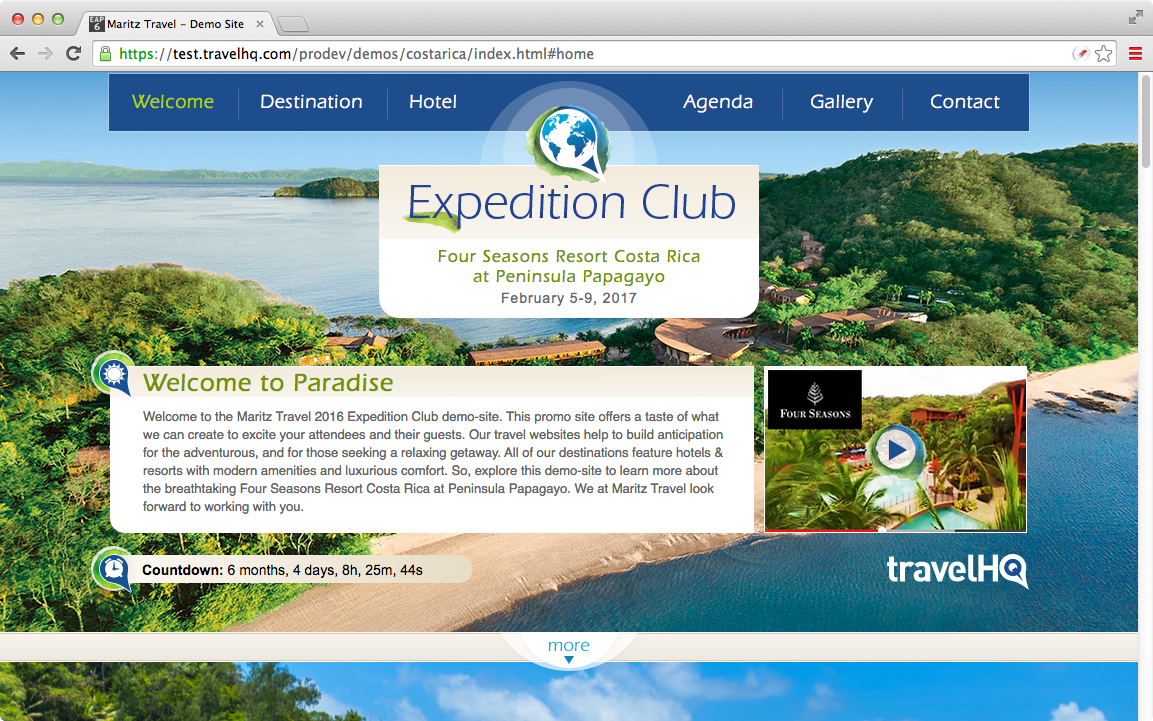 EAP
6
Maritz Travel – Demo Site
https://test.travelhq.com/prodev/demos/costarica/index.html#home
Welcome
Destination
Hotel
Agenda
Gallery
Contact
Expedition Club
Four Seasons Resort Costa Rica
at Peninsula Papagayo
February 5-9, 2017
Welcome to Paradise
Welcome to the Maritz Travel 2016 Expedition Club demo-site. This promo site offers a taste of what
we can create to excite your attendees and their guests. Our travel websites help to build anticipation
for the adventurous, and for those seeking a relaxing getaway. All of our destinations feature hotels &
resorts with modern amenities and luxurious comfort. So, explore this demo-site to learn more about
the breathtaking Four Seasons Resort Costa Rica at Peninsula Papagayo. We at Maritz Travel look
forward to working with you.
FOUR SEASONS
Countdown: 6 months, 4 days, 8h, 25m, 44s
travelHQ
more